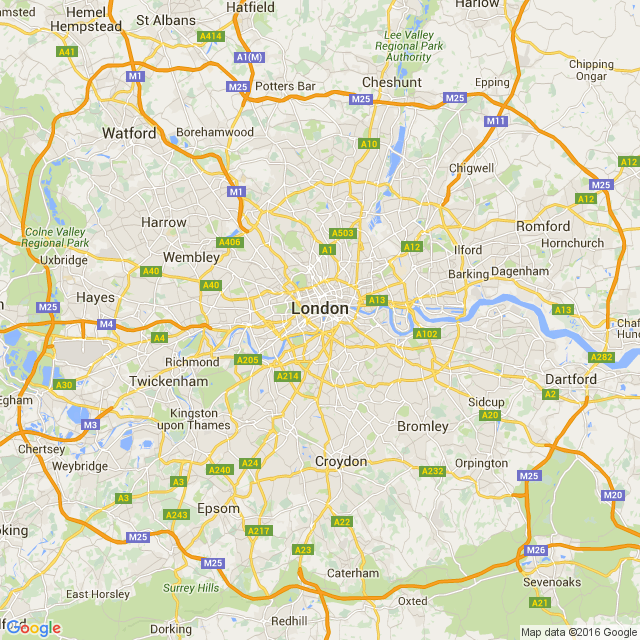 Hemel
Hempstead
amsted
St Albans
Hatfield
Harlow
A414
A41
M1
A1(M)
Lee Valley
Regional Park
Authority
Chipping
Ongar
Potters Bar
Cheshunt
Epping
M25
M25
M25
Watford
Borehamwood
A10
M11
Chigwell
A12
M25
M1
A12
Harrow
Colne Valley
Regional Park
A406
A503
A1
A12
Romford
Hornchurch
Ilford
Uxbridge
Wembley
Barking
Dagenham
A40
A40
Hayes
M25
London
A13
A13
M4
A4
A102
Chaf
Hund
Richmond
A205
A282
Twickenham
A214
Dartford
A30
A2
Egham
Sidcup
Kingston
upon Thames
A20
M3
Bromley
Chertsey
Weybridge
Croydon
Orpington
A24
A240
A232
M25
A3
A3
M20
Epsom
A243
A22
A217
oking
M25
A23
M26
M25
Caterham
Sevenoaks
East Horsley
Surrey Hills
Oxted
A21
Redhill
Dorking
ilford
Google
Map data ©2016 Google